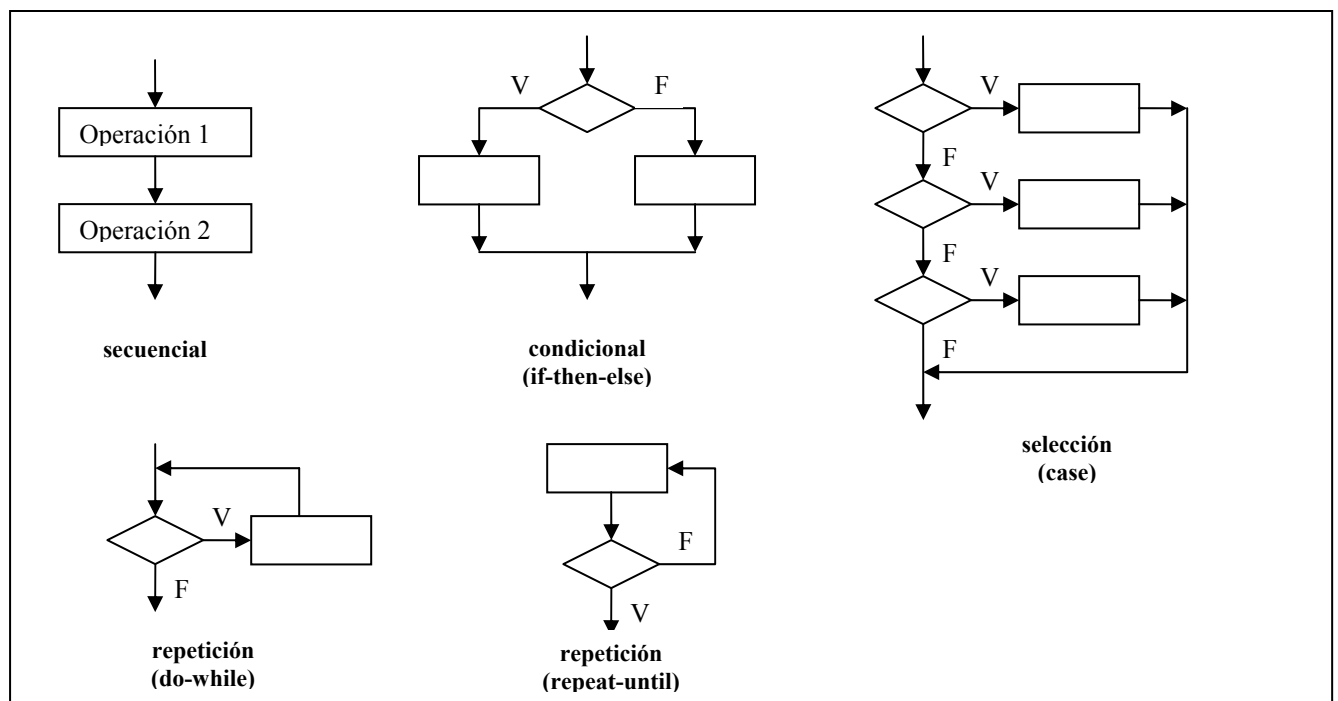 Operación 1
Operación 2
secuencial
V
F
condicional
(if-then-else)
V
F
V
F
V
F
selección
(case)
V
F
repetición
(do-while)
F
V
repetición
(repeat-until)